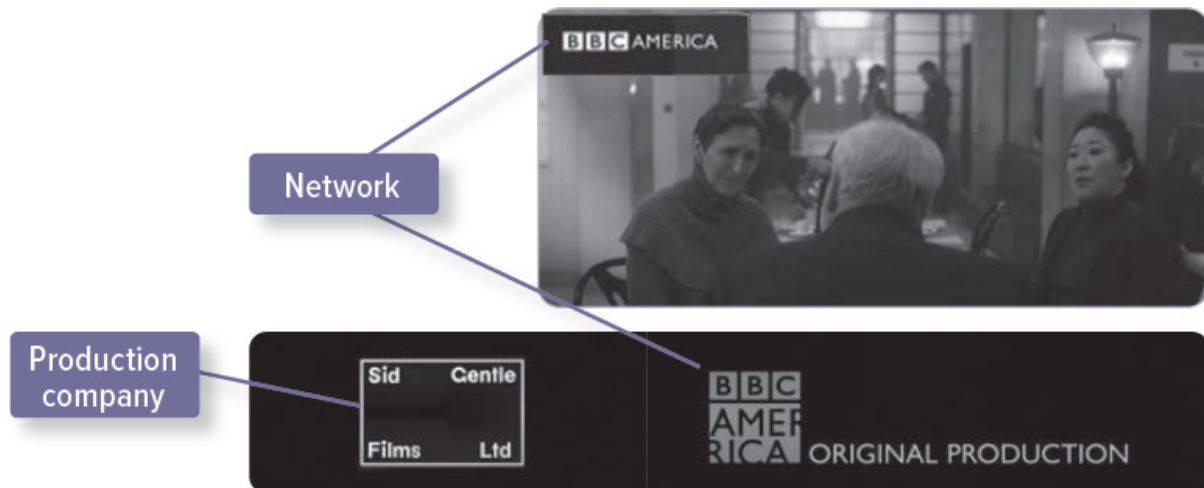 BBC AMERICA
Network
Production
company
Sid Gentle
Films Ltd
BBC
AMER
RICA ORIGINAL PRODUCTION